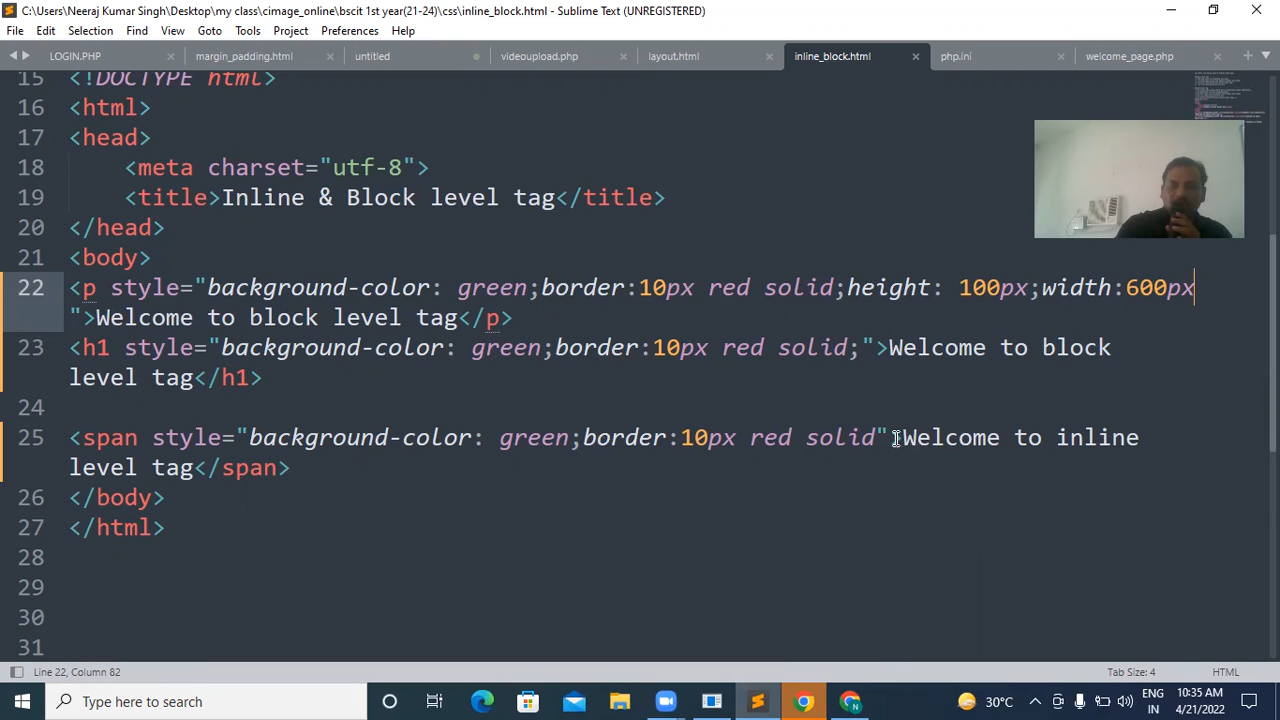 C:\Users\Neeraj Kumar Singh\Desktop\my class\cimage_online\bscit 1st year(21-24)\css\inline_block.html - Sublime Text (UNREGISTERED)
File Edit Selection Find View Goto Tools Project Preferences Help
LOGIN.PHP margin_padding.html untitled videoupload.php layout.html inline_block.html php.ini welcome_page.php
15 <!DOCTYPE html>
16 <html>
17 <head>
18 <meta charset="utf-8">
19 <title>Inline & Block level tag</title>
20 </head>
21 <body>
22 <p style="background-color: green;border:10px red solid;height: 100px;width:600px
">Welcome to block level tag</p>
23 <h1 style="background-color: green;border:10px red solid;">Welcome to block
level tag</h1>
24
25 <span style="background-color: green;border:10px red solid">Welcome to inline
level tag</span>
26 </body>
27 </html>
28
29
30
31
Line 22, Column 82 Tab Size: 4 HTML
Type here to search 30°C ENG IN 10:35 AM 4/21/2022